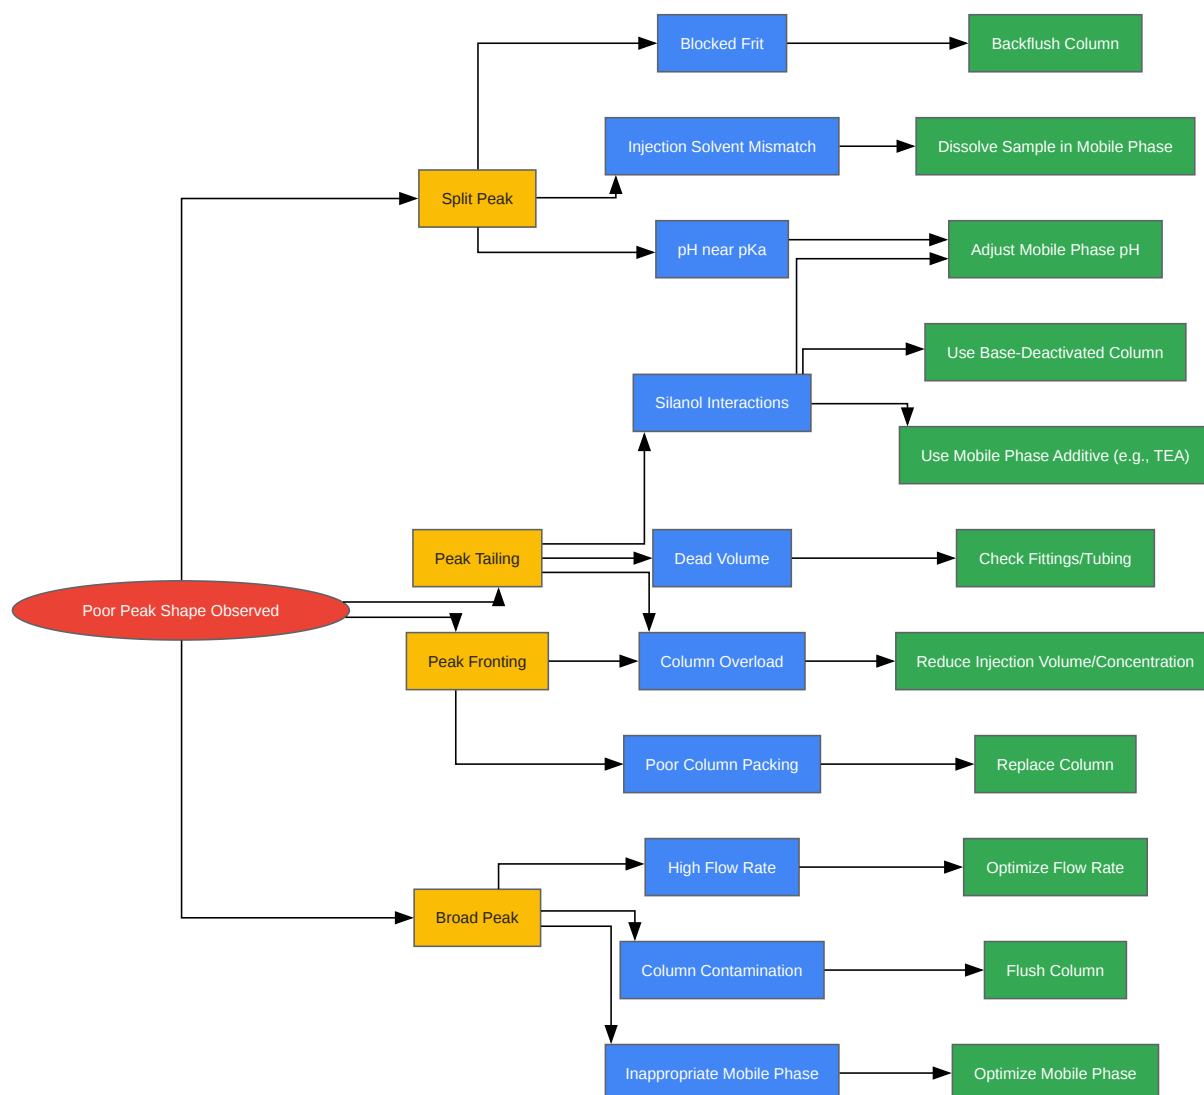 Blocked Frit
Backflush Column
Injection Solvent Mismatch
Dissolve Sample in Mobile Phase
Split Peak
pH near pKa
Adjust Mobile Phase pH
Use Base-Deactivated Column
Silanol Interactions
Use Mobile Phase Additive (e.g., TEA)
Peak Tailing
Dead Volume
Check Fittings/Tubing
Poor Peak Shape Observed
Peak Fronting
Column Overload
Reduce Injection Volume/Concentration
Poor Column Packing
Replace Column
High Flow Rate
Optimize Flow Rate
Broad Peak
Column Contamination
Flush Column
Inappropriate Mobile Phase
Optimize Mobile Phase